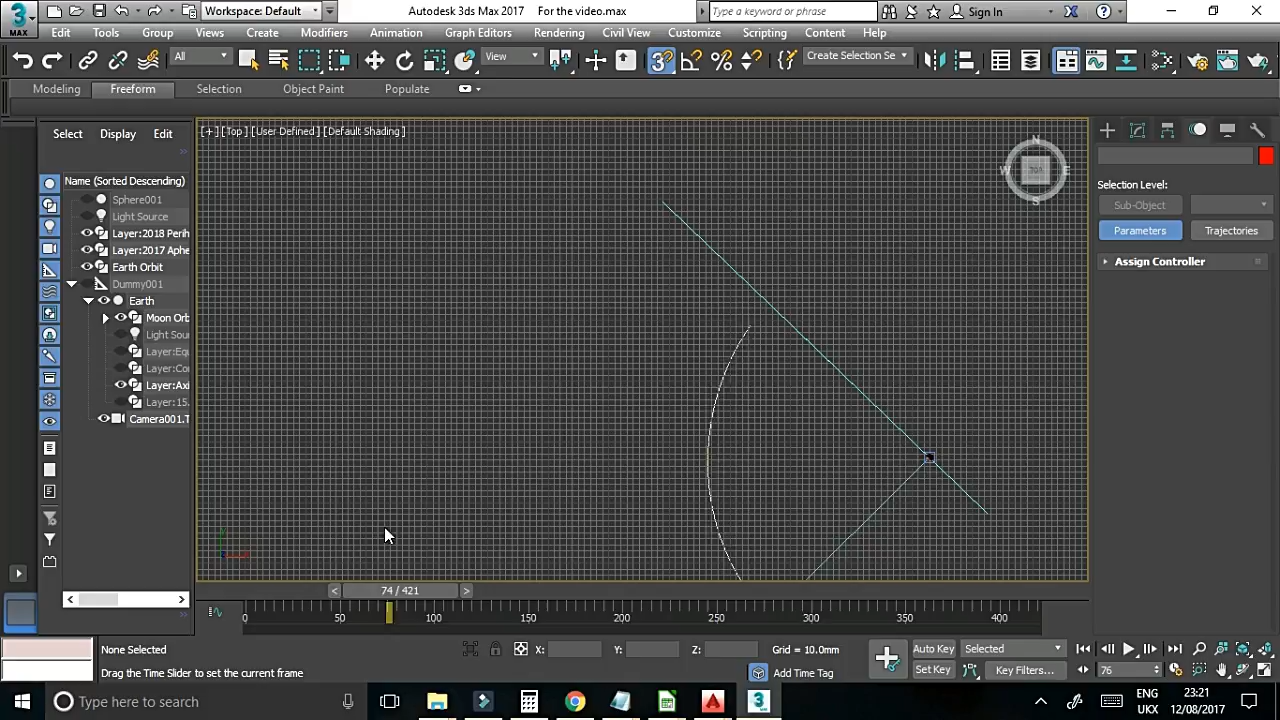 3
MAX
Workspace: Default
Autodesk 3ds Max 2017 For the video.max
Type a keyword or phrase
Sign In
Edit Tools Group Views Create Modifiers Animation Graph Editors Rendering Civil View Customize Scripting Content Help
All
View
3
Create Selection Se
Modeling Freeform Selection Object Paint Populate
Select Display Edit
[+] [Top] [User Defined] [Default Shading]
N
W TOP E
S
Name (Sorted Descending)
Sphere001
Light Source
Layer:2018 Perih
Layer:2017 Aphe
Earth Orbit
Dummy001
Earth
Moon Orb
Light Sou
Layer:Equ
Layer:Co
Layer:Axi
Layer:15.
Camera001.T
Selection Level:
Sub-Object
Parameters Trajectories
Assign Controller
< 74 / 421 >
0 50 100 150 200 250 300 350 400
None Selected
X: Y: Z: Grid = 10.0mm
Auto Key Selected
Drag the Time Slider to set the current frame
Add Time Tag
Set Key Key Filters...
76
Type here to search
ENG
UKX
23:21
12/08/2017